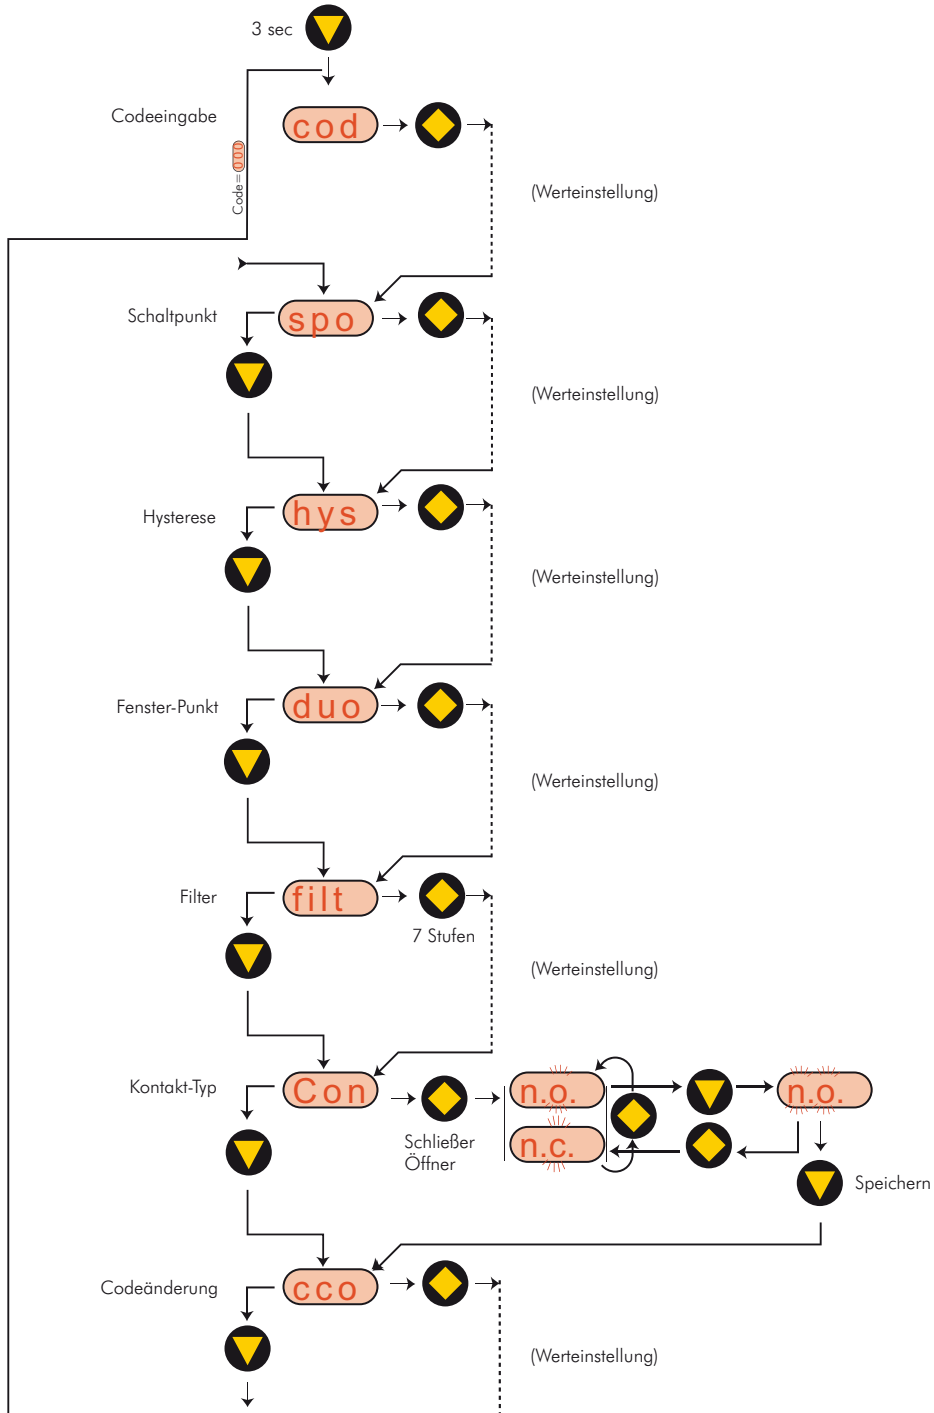 3 sec
Codeeingabe
cod
Code= 000
(Werteinstellung)
Schaltpunkt
spo
(Werteinstellung)
Hysterese
hys
(Werteinstellung)
Fenster-Punkt
duo
(Werteinstellung)
Filter
filt
7 Stufen
(Werteinstellung)
Kontakt-Typ
Con
n.o.
n.o.
n.c.
Schließer
Öffner
Speichern
Codeänderung
cco
(Werteinstellung)